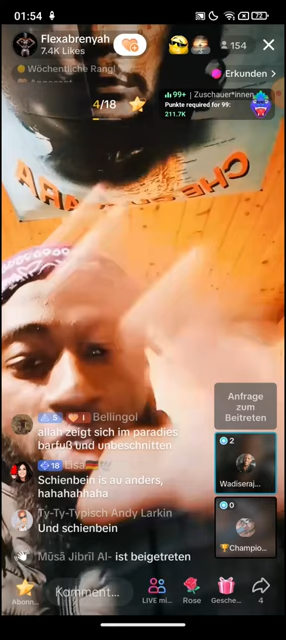 01:54
72
Flexabrenyah
7.4K Likes
154
Wöchentliche Rangl
Erkunden >
4/18
99+ | Zuschauer*innen
Punkte required for 99:
211.7K
Anfrage
zum
Beitreten
5 1 Bellingol
allah zeigt sich im paradies
barfuß und unbeschnitten
2
Wadiseraj...
18 Lisa
Schienbein is au anders,
hahahahhaha
0
Champio...
Ty-Ty-Typisch Andy Larkin
Und schienbein
Mūsā Jibrīl Al- ist beigetreten
Abonn...
Komment...
LIVE mi...
Rose
Gesche...
4